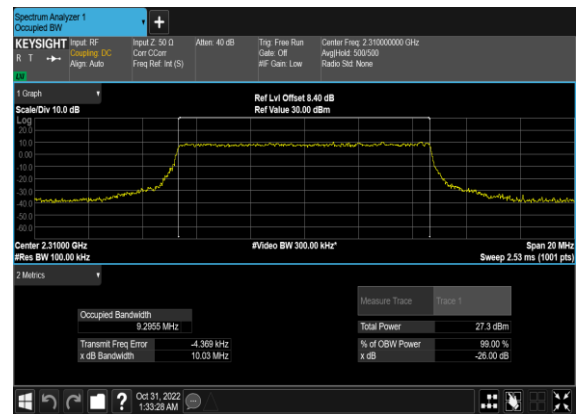 Spectrum Analyzer 1
Occupied BW
KEYSIGHT Input: RF Input Z: 50 Ω Atten: 40 dB Trig: Free Run Center Freq: 2.310000000 GHz
R T Coupling: DC Corr CCorr Gate: Off Avg|Hold: 500/500
Align: Auto Freq Ref: Int (S) #IF Gain: Low Radio Std: None
LV
1 Graph
Ref Lvl Offset 8.40 dB
Scale/Div 10.0 dB Ref Value 30.00 dBm
Log
20.0
10.0
0.00
-10.0
-20.0
-30.0
-40.0
-50.0
-60.0
Center 2.31000 GHz #Video BW 300.00 kHz* Span 20 MHz
#Res BW 100.00 kHz Sweep 2.53 ms (1001 pts)
2 Metrics
Measure Trace Trace 1
Occupied Bandwidth
9.2955 MHz Total Power 27.3 dBm
Transmit Freq Error -4.369 kHz % of OBW Power 99.00 %
x dB Bandwidth 10.03 MHz x dB -26.00 dB
?
Oct 31, 2022
1:33:28 AM